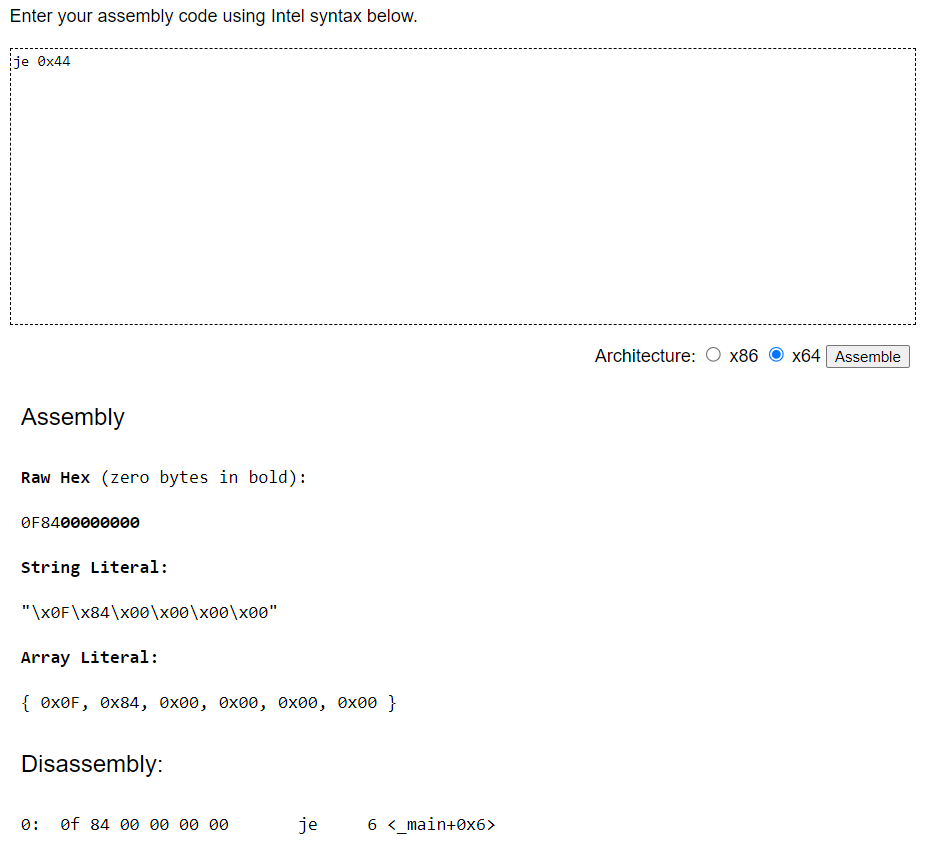 Enter your assembly code using Intel syntax below.
je 0x44
Architecture: x86 x64 Assemble
Assembly
Raw Hex (zero bytes in bold):
0F8400000000
String Literal:
"\x0F\x84\x00\x00\x00\x00"
Array Literal:
{ 0x0F, 0x84, 0x00, 0x00, 0x00, 0x00 }
Disassembly:
0:  0f 84 00 00 00 00       je     6 <_main+0x6>